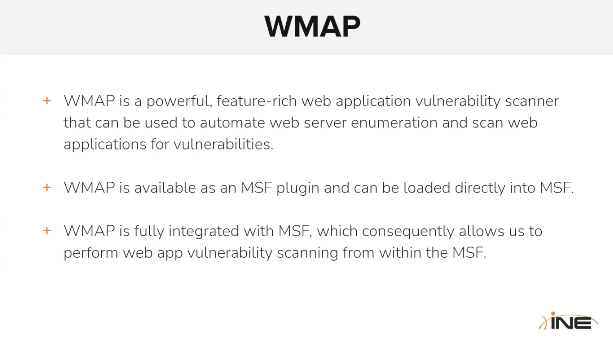 WMAP
+ WMAP is a powerful, feature-rich web application vulnerability scanner
that can be used to automate web server enumeration and scan web
applications for vulnerabilities.
+ WMAP is available as an MSF plugin and can be loaded directly into MSF.
+ WMAP is fully integrated with MSF, which consequently allows us to
perform web app vulnerability scanning from within the MSF.
INE